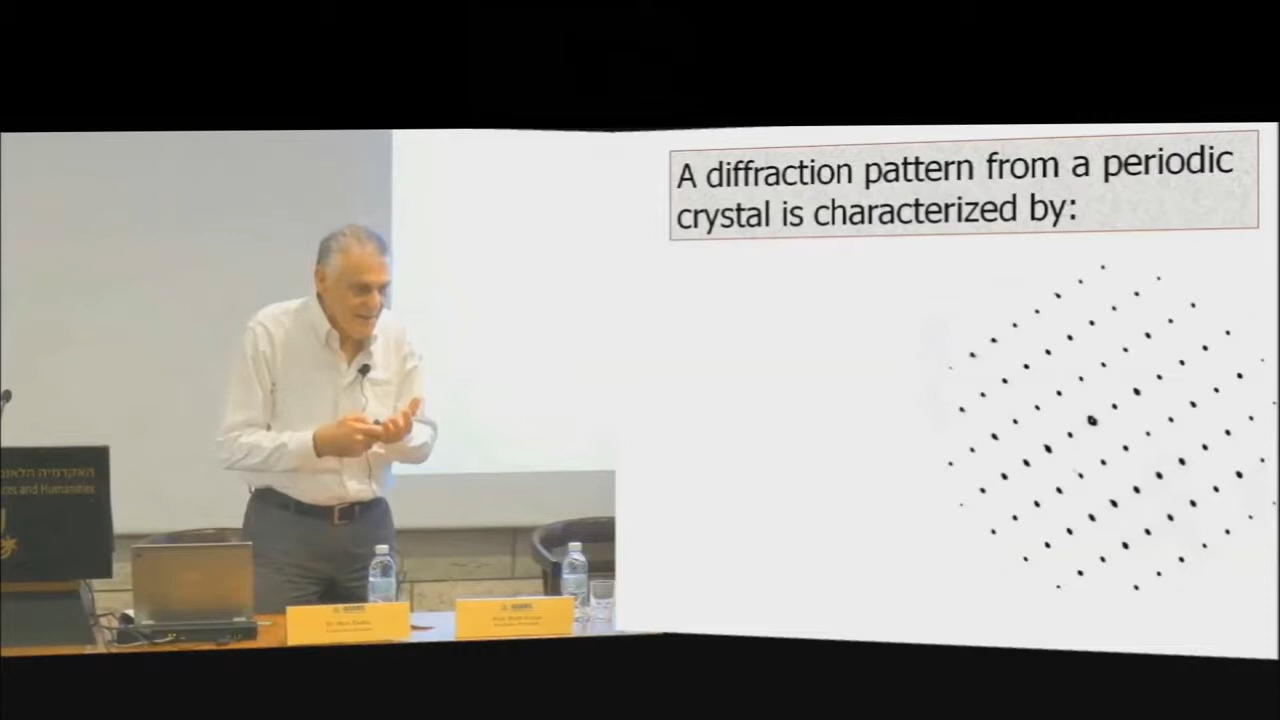 A diffraction pattern from a periodic
crystal is characterized by:
האקדמיה הלאומ
ces and Humanities